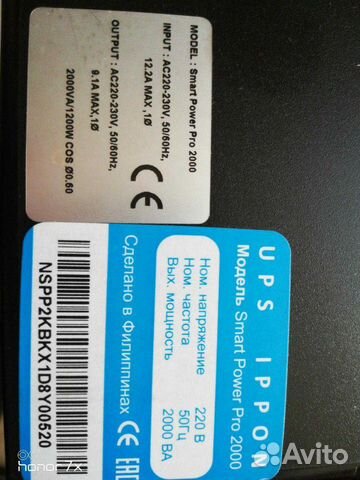 MODEL : Smart Power Pro 2000
INPUT : AC220-230V, 50/60Hz,
12.2A MAX,1Ø
OUTPUT : AC220-230V, 50/60Hz,
9.1A MAX,1Ø
2000VA/1200W COS Ø0.60
CE
UPS IPPON
Модель Smart Power Pro 2000
Ном. напряжение 220 В
Ном. частота 50Гц
Вых. мощность 2000 ВА
Сделано в Филиппинах CE EAC
NSPP2KBKX1D8Y00520
honor 7x
Avito